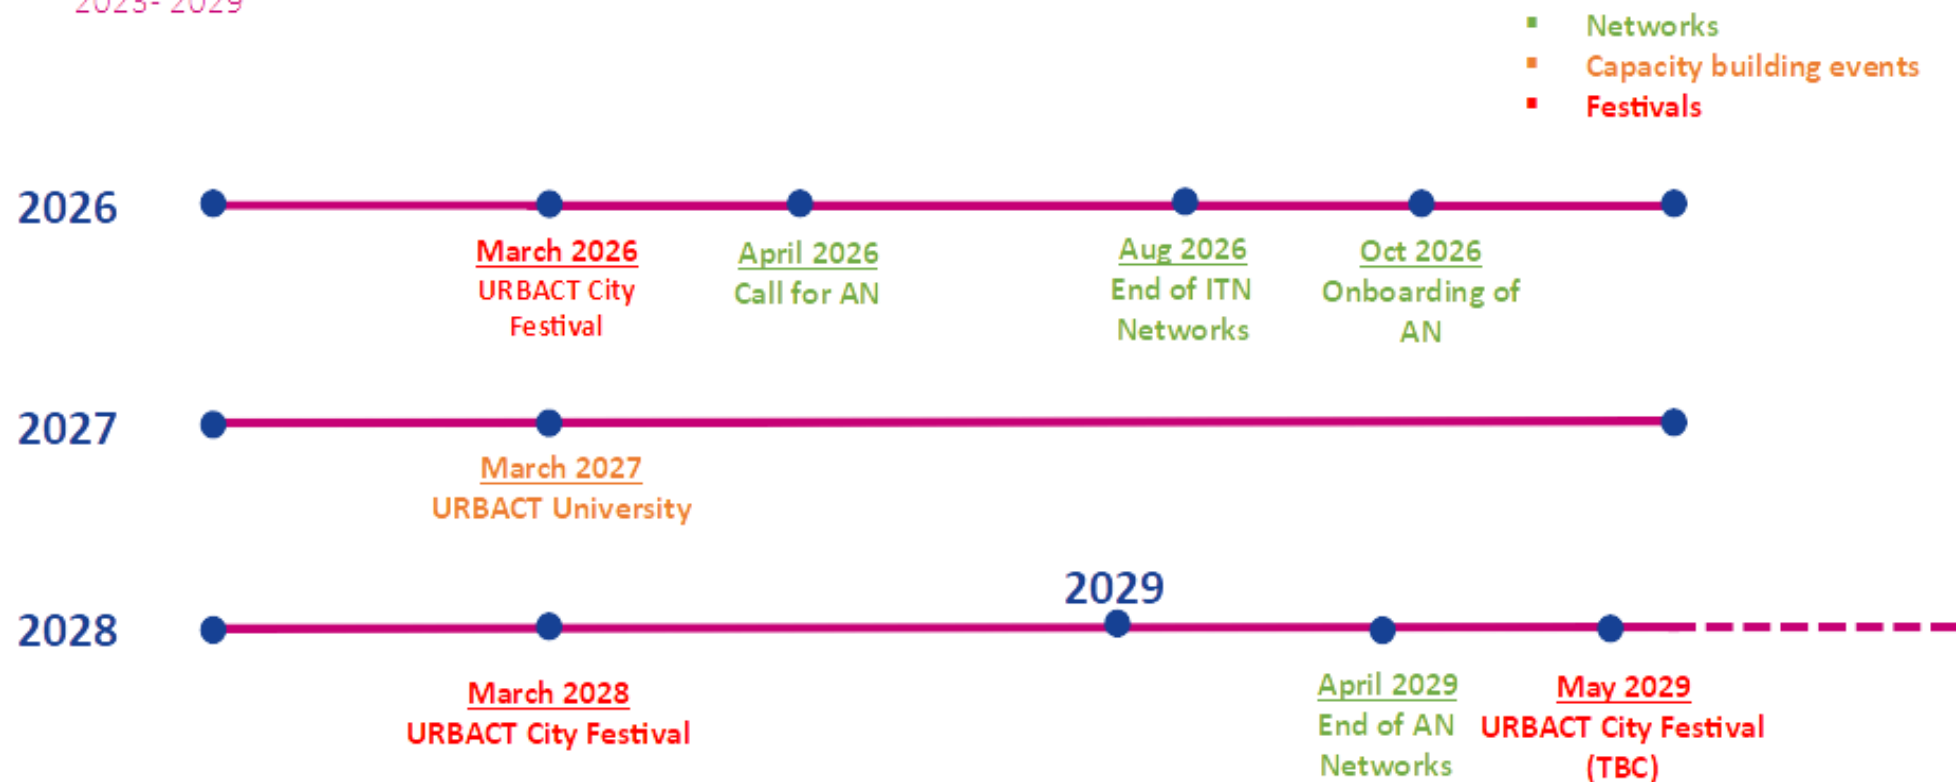 2025- 2029
Networks
Capacity building events
Festivals
2026
March 2026
URBACT City
Festival
April 2026
Call for AN
Aug 2026
End of ITN
Networks
Oct 2026
Onboarding of
AN
2027
March 2027
URBACT University
2028
2029
March 2028
URBACT City Festival
April 2029
End of AN
Networks
May 2029
URBACT City Festival
(TBC)